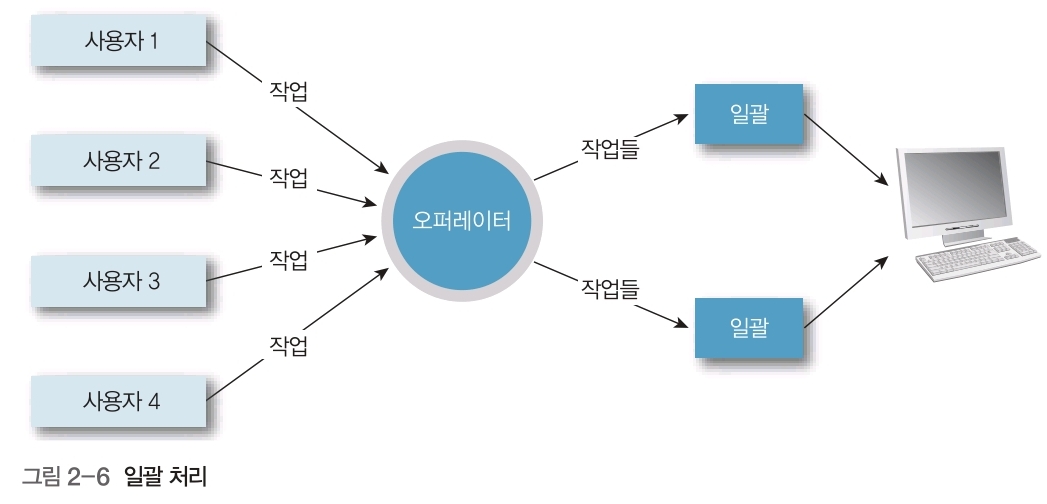 사용자 1
작업
사용자 2
작업
사용자 3
작업
사용자 4
작업
오퍼레이터
작업들
일괄
작업들
일괄
그림 2-6 일괄 처리